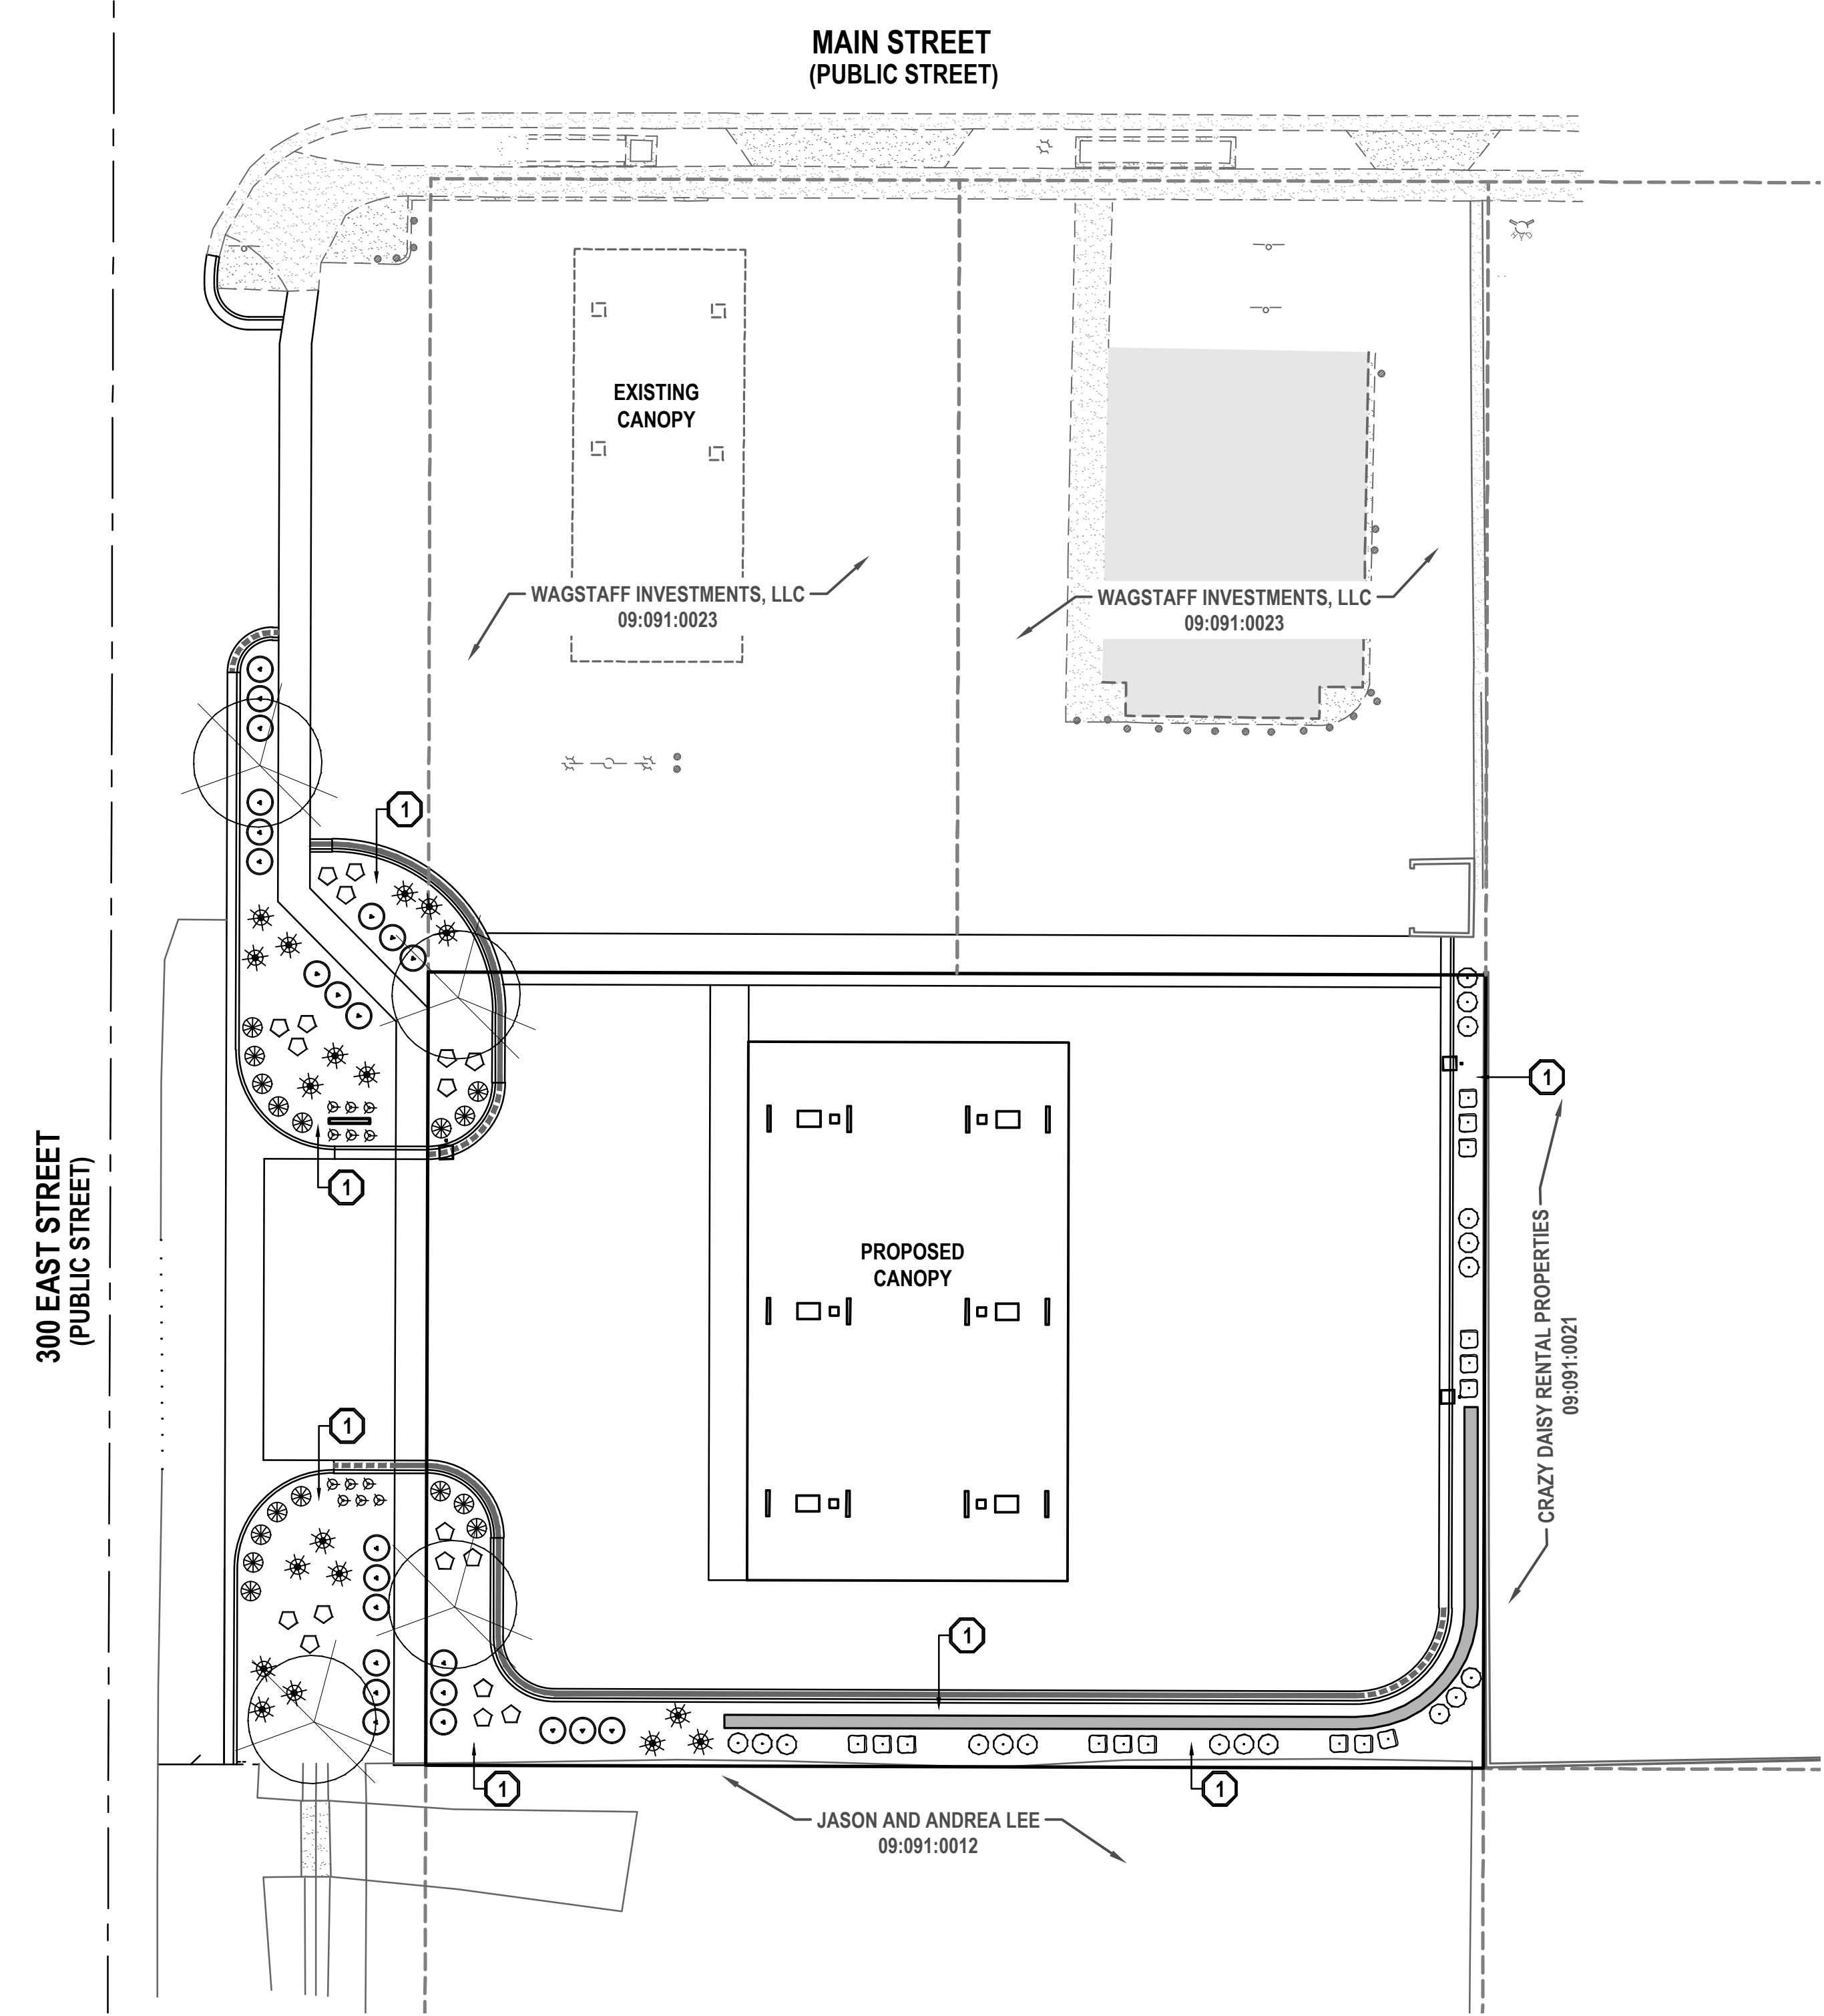 MAIN STREET
(PUBLIC STREET)
EXISTING
CANOPY
WAGSTAFF INVESTMENTS, LLC
09:091:0023
WAGSTAFF INVESTMENTS, LLC
09:091:0023
1
1
1
300 EAST STREET
(PUBLIC STREET)
PROPOSED
CANOPY
CRAZY DAISY RENTAL PROPERTIES
09:091:0021
1
1
1
1
JASON AND ANDREA LEE
09:091:0012